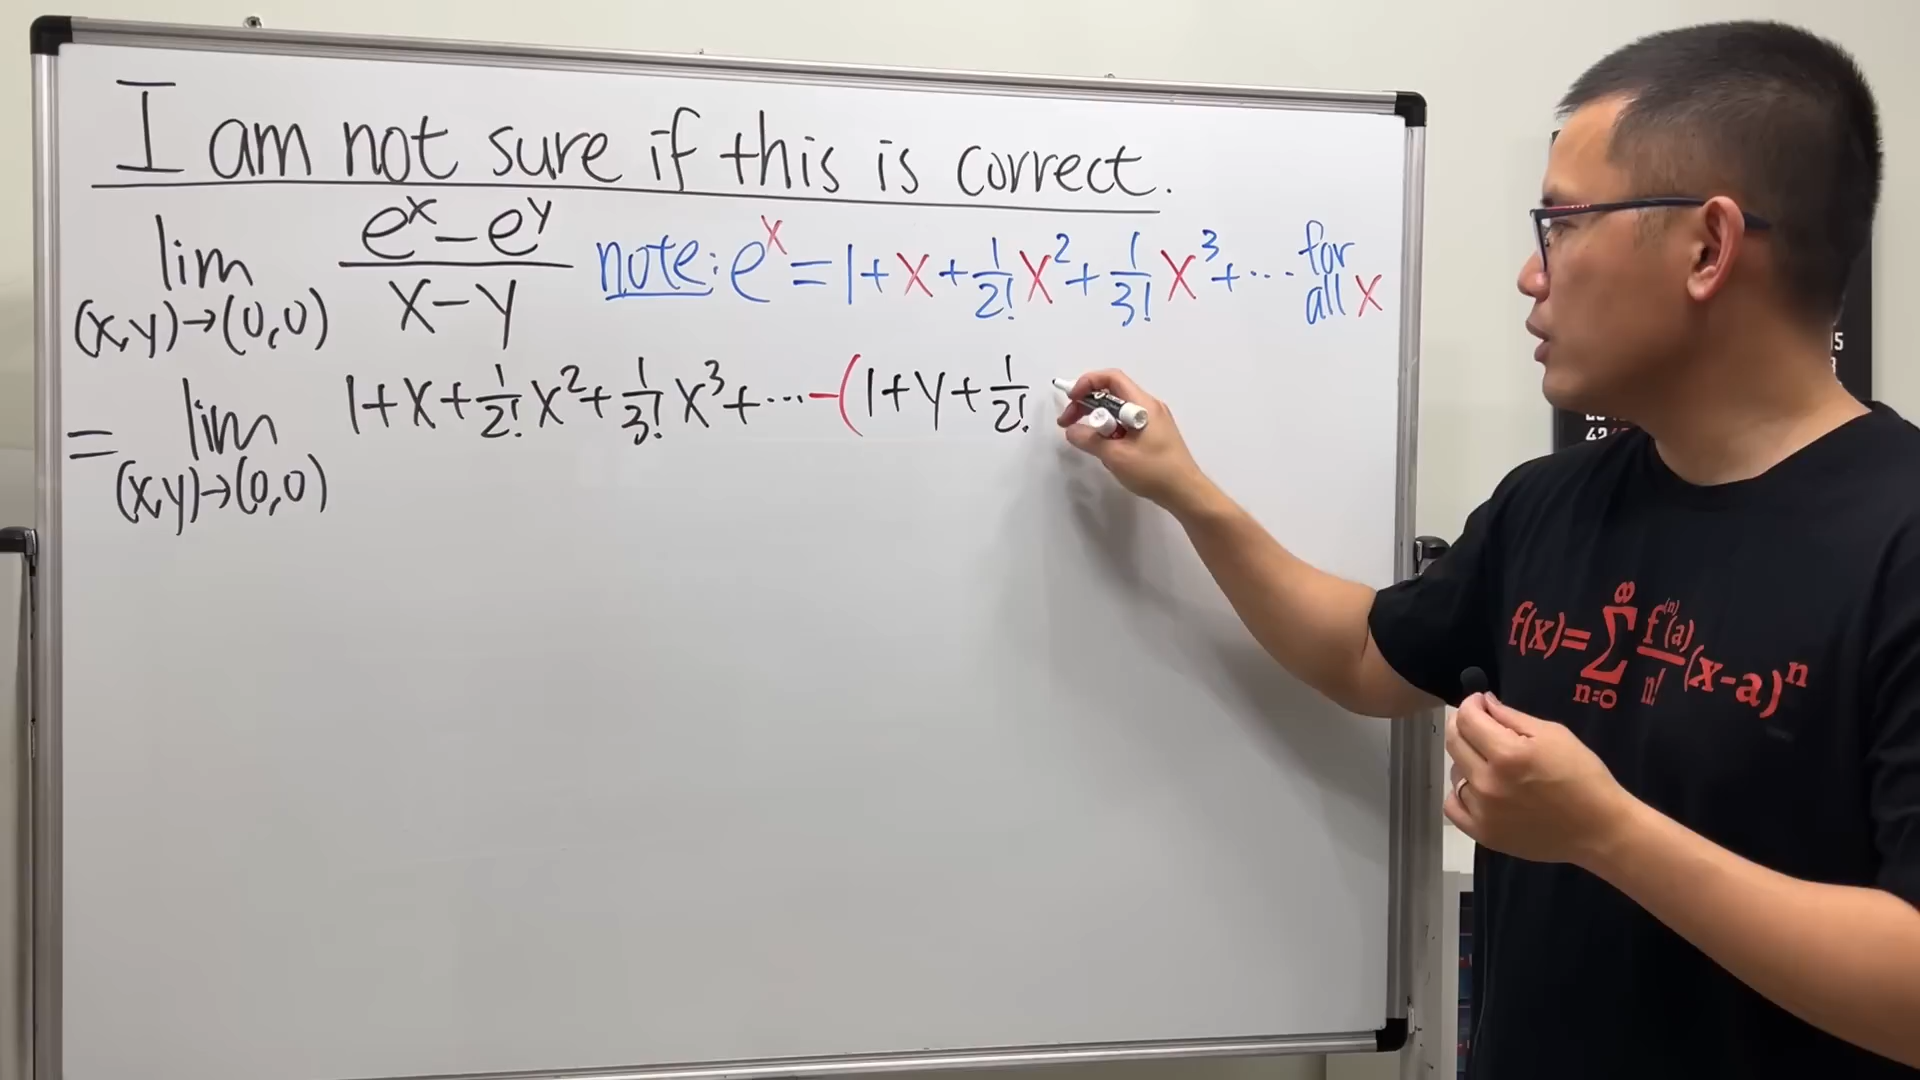 I am not sure if this is correct.
lim (x,y)→(0,0) (e^x - e^y)/(x - y)
note: e^x = 1 + x + 1/2! x^2 + 1/3! x^3 + ... for all x
= lim (x,y)→(0,0) 1 + x + 1/2! x^2 + 1/3! x^3 + ... - (1 + y + 1/2!
f(x) = ∑ n=0 ∞ f^(n)(a)/n! (x-a)^n